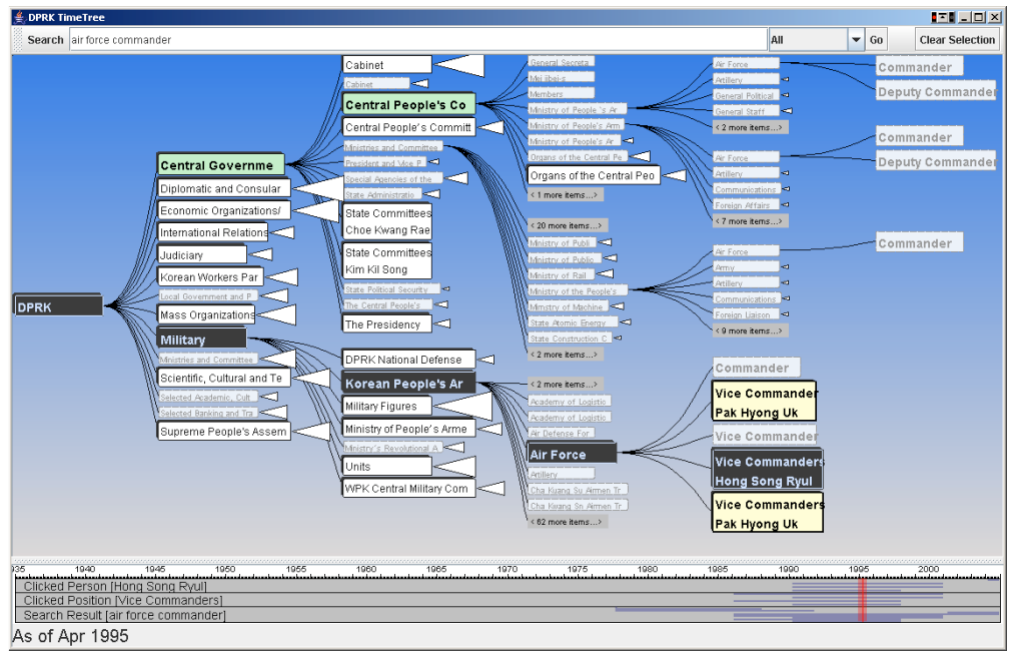 DPRK TimeTree
Search
air force commander
All
Go
Clear Selection
DPRK
Central Governme
Diplomatic and Consular
Economic Organizations/
International Relations
Judiciary
Korean Workers Par
Local Government and P
Mass Organizations
Military
Ministries and Committee
Scientific, Cultural and Te
Selected Academic, Cult
Selected Banking and Tra
Supreme People's Assem
Cabinet
Cabinet
Central People's Co
Central People's Committ
Ministries and Committee
President and Vice P
Special Agencies of the
State Administratio
State Committees
Choe Kwang Rae
State Committees
Kim Kil Song
State Political Security
The Central People's
The Presidency
DPRK National Defense
Korean People's Ar
Military Figures
Ministry of People's Arme
Ministry's Revolutional A
Units
WPK Central Military Com
General Secreta
Members
Ministry of People 's Ar
Ministry of People's Arm
Ministry of People's Ar
Organs of the Central Pe
Organs of the Central Peo
< 1 more items...>
< 20 more items...>
Ministry of Publi
Ministry of Public
Ministry of Rail
Ministry of the People's
Ministry of Machine
State Atomic Energy
State Construction C
< 2 more items...>
< 2 more items...>
Academy of Logistic
Academy of Logistic
Air Defense For
Air Force
Artillery
Cha Kuang Su Airmen Tr
Cha Kwang Sn Airmen Tr
< 62 more items...>
Air Force
Artillery
General Political
General Staff
< 2 more items...>
Air Force
Artillery
Communications
Foreign Affairs
< 7 more items...>
Air Force
Army
Artillery
Communications
Foreign Liaison
< 9 more items...>
Commander
Vice Commander
Pak Hyong Uk
Vice Commander
Vice Commanders
Hong Song Ryul
Vice Commanders
Pak Hyong Uk
Commander
Deputy Commander
Commander
Deputy Commander
Commander
35 1940 1945 1950 1955 1960 1965 1970 1975 1980 1985 1990 1995 2000
Clicked Person [Hong Song Ryul]
Clicked Position [Vice Commanders]
Search Result [air force commander]
As of Apr 1995